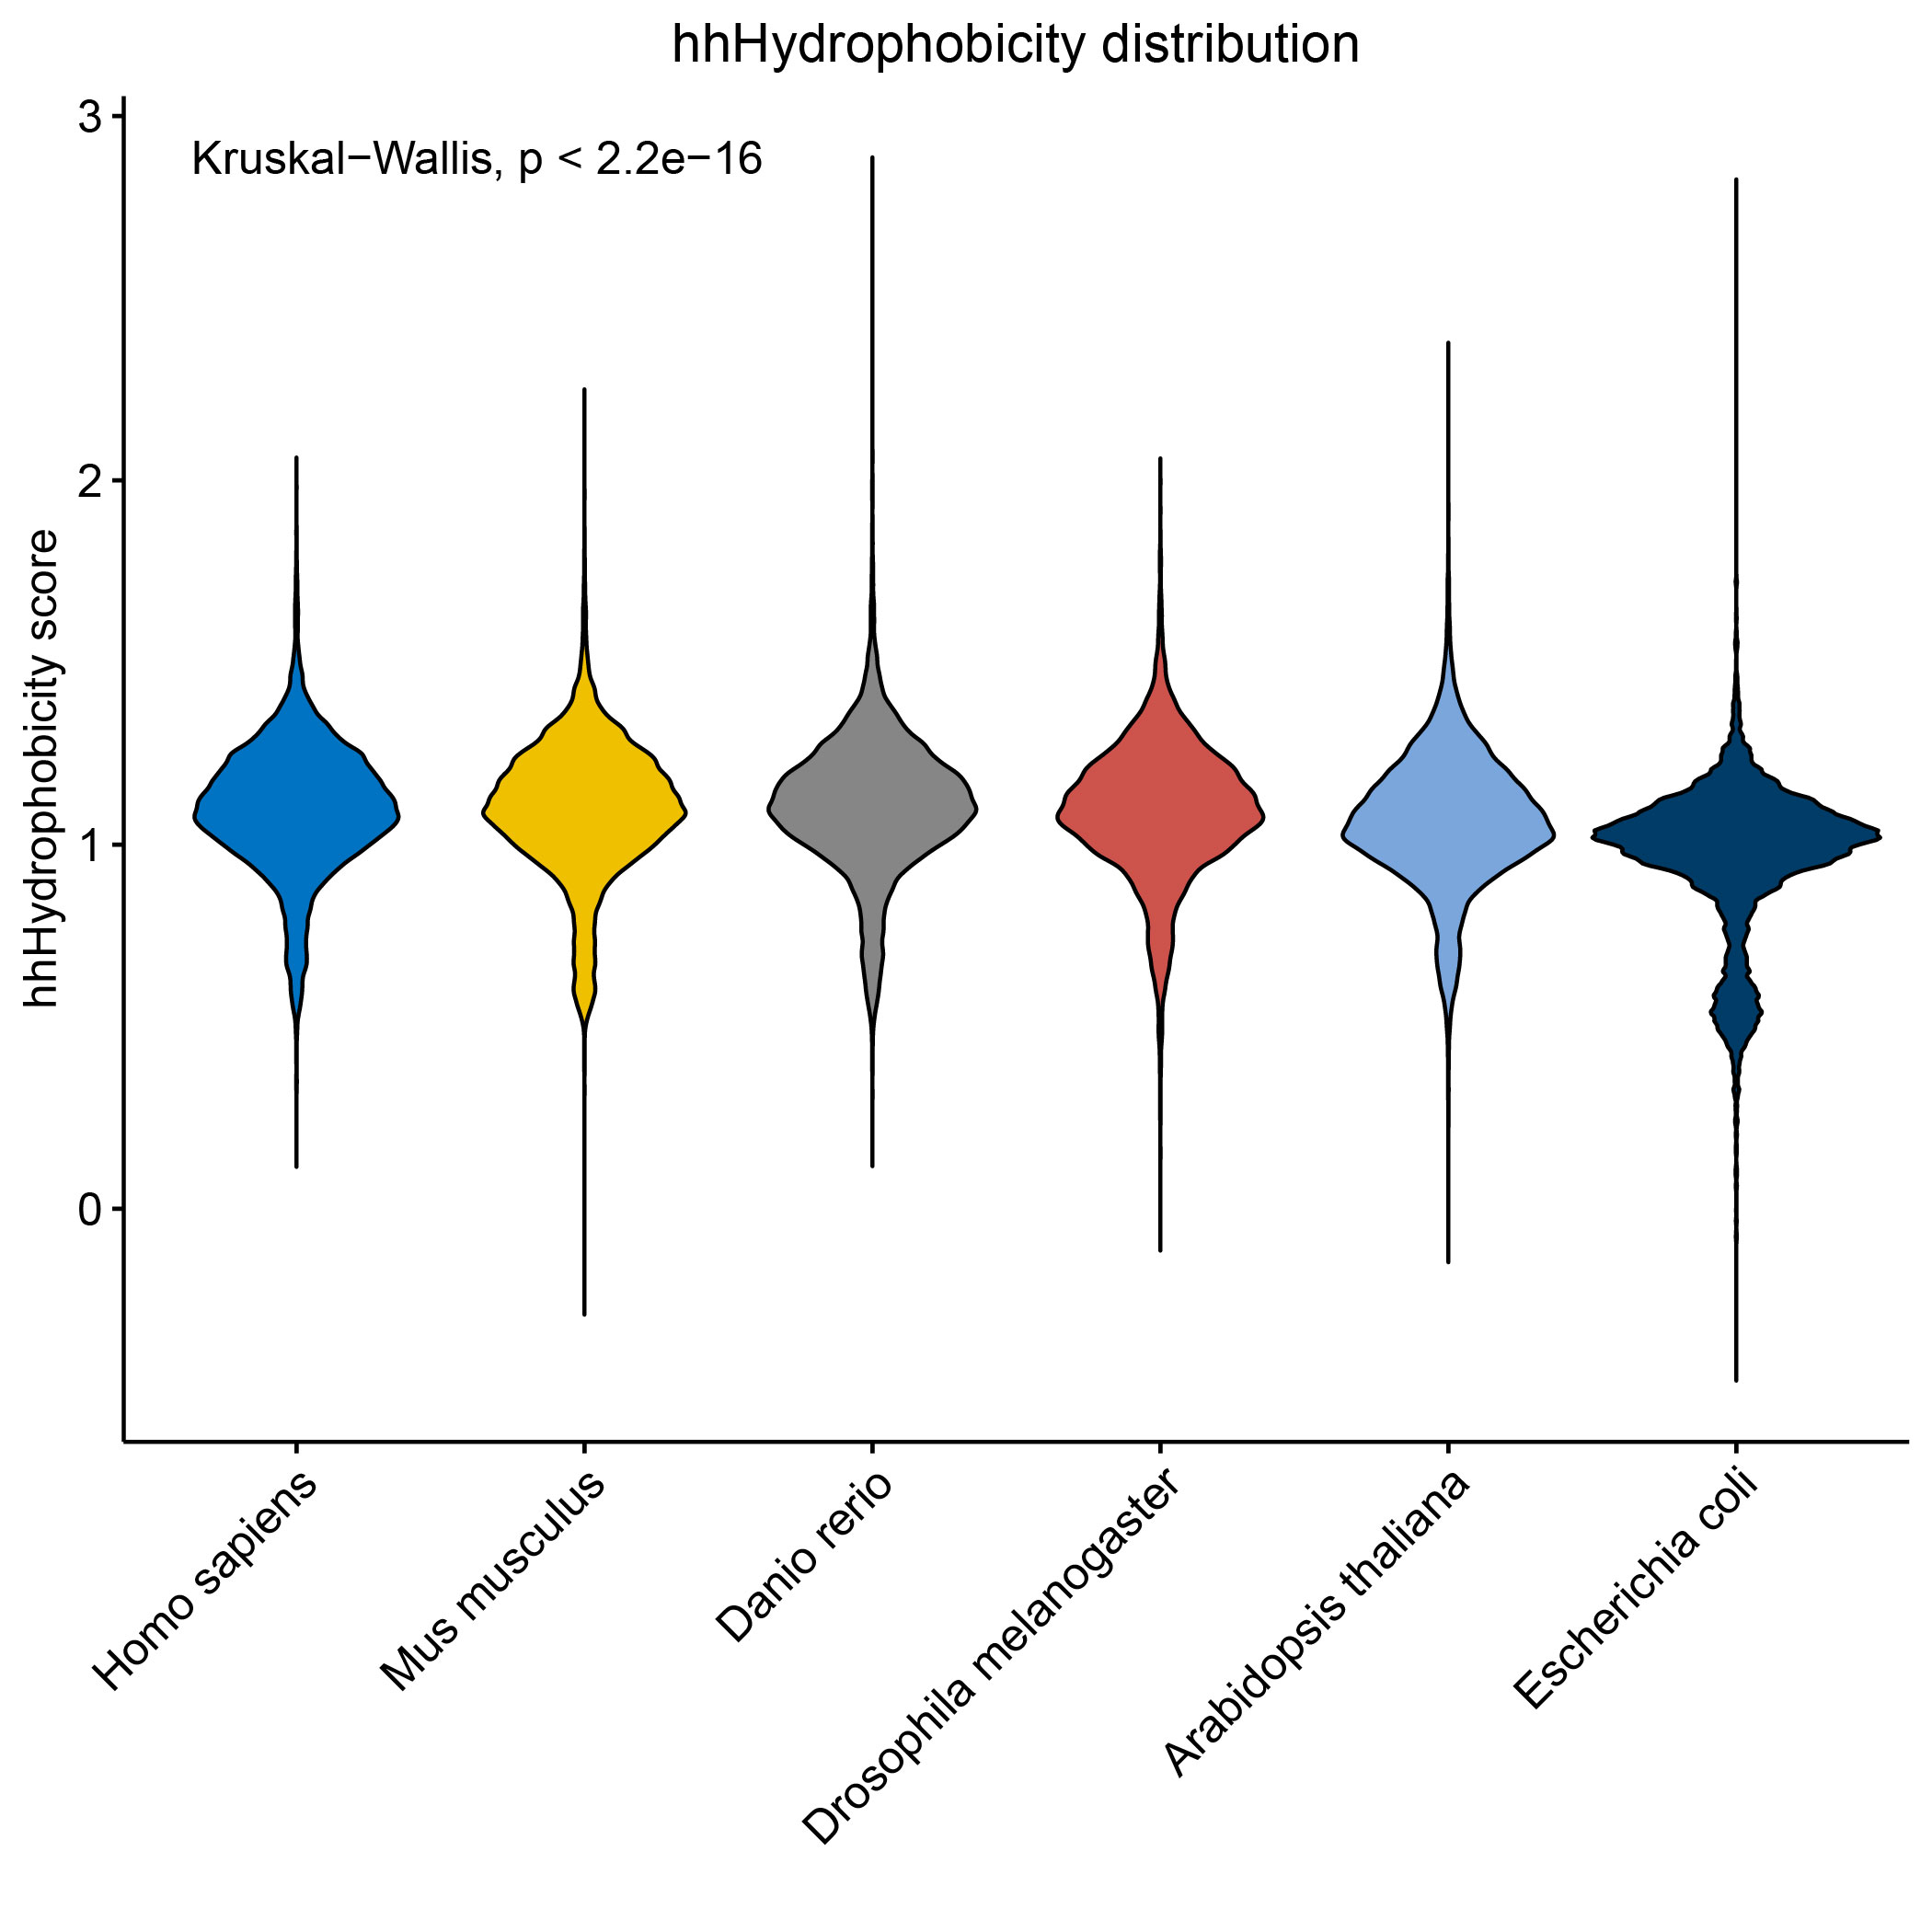 hhHydrophobicity distribution
Kruskal−Wallis, p < 2.2e−16
hhHydrophobicity score
3
2
1
0
Homo sapiens
Mus musculus
Danio rerio
Drosophila melanogaster
Arabidopsis thaliana
Escherichia coli